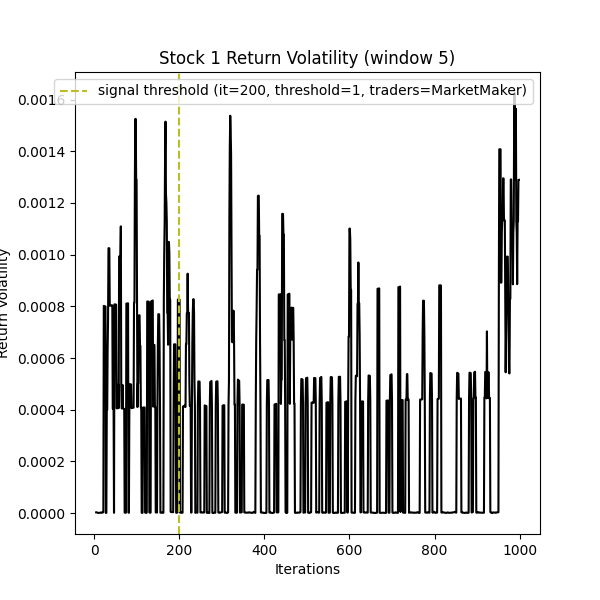 Stock 1 Return Volatility (window 5)
signal threshold (it=200, threshold=1, traders=MarketMaker)
0.0016
0.0014
0.0012
0.0010
0.0008
0.0006
0.0004
0.0002
0.0000
Return Volatility
0 200 400 600 800 1000
Iterations